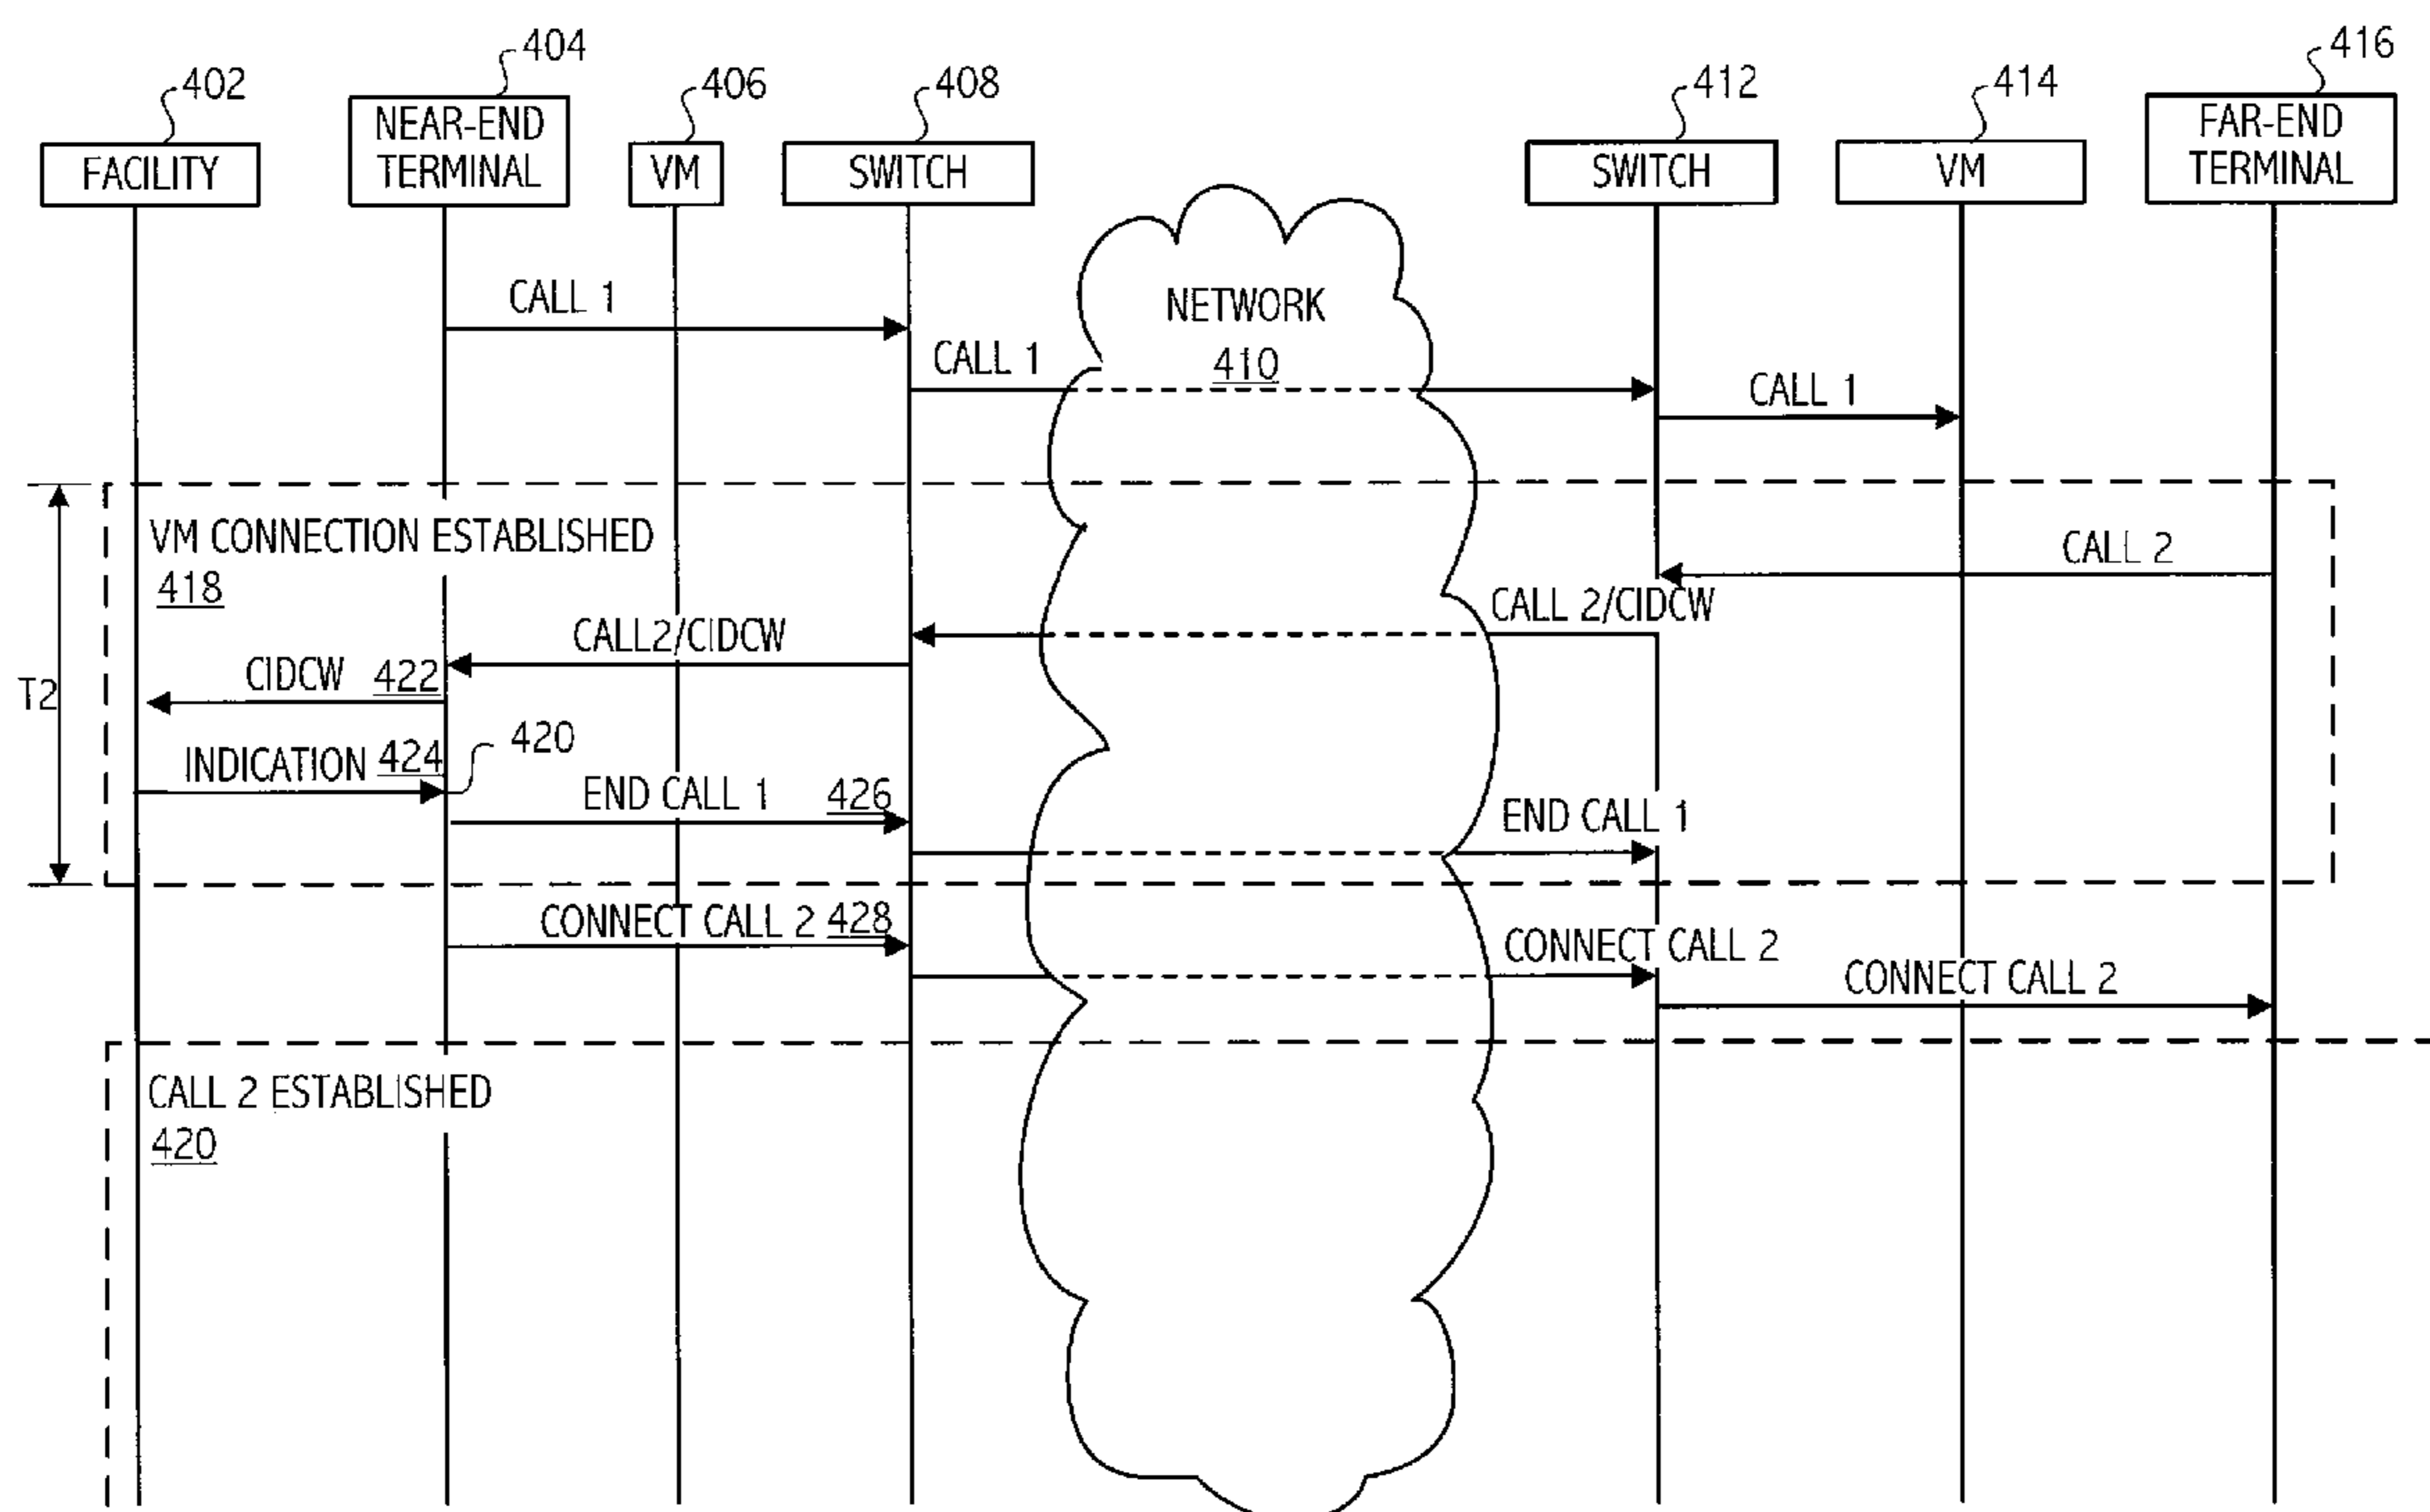 402
404
406
408
412
414
416
FACILITY
NEAR-END
TERMINAL
VM
SWITCH
SWITCH
VM
FAR-END
TERMINAL
NETWORK
410
CALL 1
CALL 1
CALL 1
VM CONNECTION ESTABLISHED
418
CALL 2
CALL 2/CIDCW
CALL2/CIDCW
CIDCW 422
T2
INDICATION 424
420
END CALL 1 426
END CALL 1
CONNECT CALL 2 428
CONNECT CALL 2
CONNECT CALL 2
CALL 2 ESTABLISHED
420